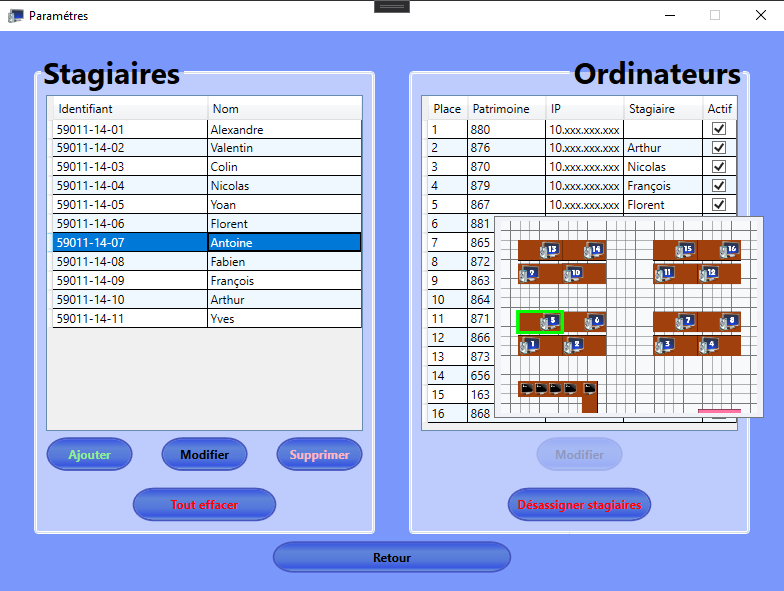 Paramétres
Stagiaires
Identifiant Nom
59011-14-01 Alexandre
59011-14-02 Valentin
59011-14-03 Colin
59011-14-04 Nicolas
59011-14-05 Yoan
59011-14-06 Florent
59011-14-07 Antoine
59011-14-08 Fabien
59011-14-09 François
59011-14-10 Arthur
59011-14-11 Yves
Ajouter Modifier Supprimer
Tout effacer
Ordinateurs
Place Patrimoine IP Stagiaire Actif
1 880 10.xxx.xxx.xxx
2 876 10.xxx.xxx.xxx Arthur
3 870 10.xxx.xxx.xxx Nicolas
4 879 10.xxx.xxx.xxx François
5 867 10.xxx.xxx.xxx Florent
6 881
7 865
8 872
9 863
10 864
11 871
12 866
13 873
14 656
15 163
16 868
13 14 15 16
9 10 11 12
5 6 7 8
1 2 3 4
Modifier
Désassigner stagiaires
Retour